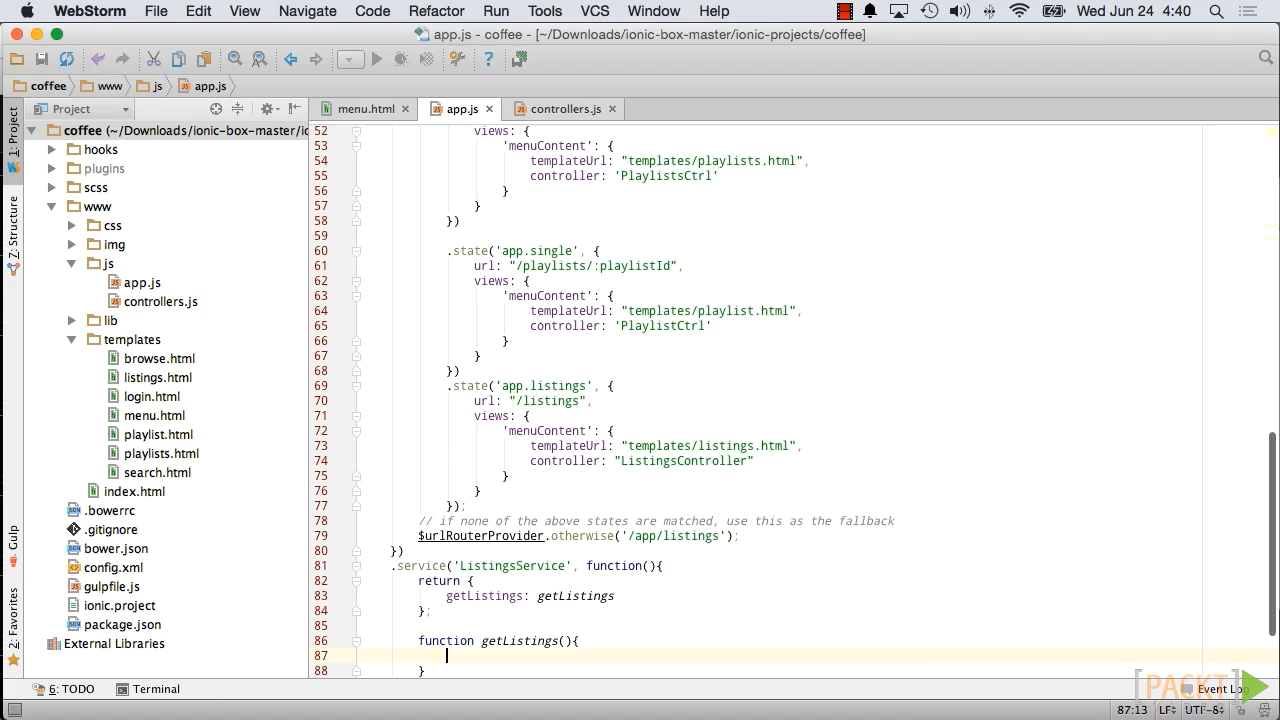 WebStorm File Edit View Navigate Code Refactor Run Tools VCS Window Help Wed Jun 24 4:40
app.js - coffee - [~/Downloads/ionic-box-master/ionic-projects/coffee]
coffee www js app.js
Project menu.html app.js controllers.js
1: Project
Z: Structure
Gulp
2: Favorites
coffee (~/Downloads/ionic-box-master/io
hooks
plugins
scss
www
css
img
js
app.js
controllers.js
lib
templates
browse.html
listings.html
login.html
menu.html
playlist.html
playlists.html
search.html
index.html
.bowerrc
.gitignore
bower.json
config.xml
gulpfile.js
ionic.project
package.json
External Libraries
52 views: {
53 'menuContent': {
54 templateUrl: "templates/playlists.html",
55 controller: 'PlaylistsCtrl'
56 }
57 }
58 })
59
60 .state('app.single', {
61 url: "/playlists/:playlistId",
62 views: {
63 'menuContent': {
64 templateUrl: "templates/playlist.html",
65 controller: 'PlaylistCtrl'
66 }
67 }
68 })
69 .state('app.listings', {
70 url: "/listings",
71 views: {
72 'menuContent': {
73 templateUrl: "templates/listings.html",
74 controller: "ListingsController"
75 }
76 }
77 });
78 // if none of the above states are matched, use this as the fallback
79 $urlRouterProvider.otherwise('/app/listings');
80 })
81 .service('ListingsService', function(){
82 return {
83 getListings: getListings
84 };
85
86 function getListings(){
87
88 }
6: TODO Terminal Event Log
[PACKT]
87:13 LF÷ UTF-8÷